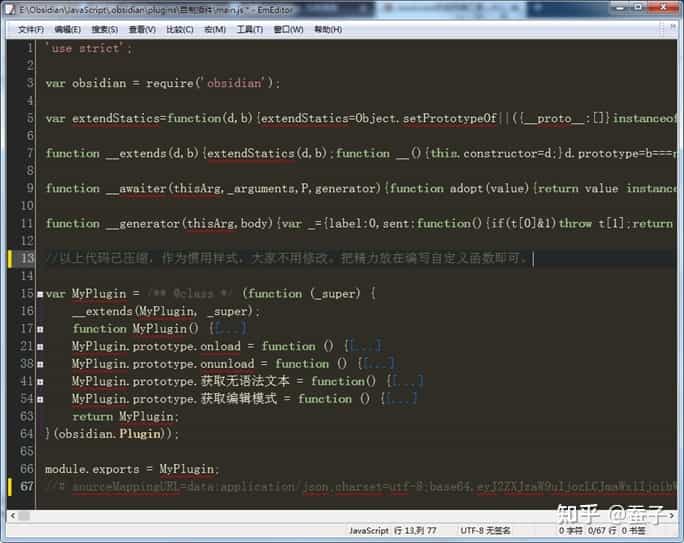 E:\Obsidian\JavaScript\.obsidian\plugins\自制插件\main.js * - EmEditor
文件(F) 编辑(E) 搜索(S) 查看(V) 比较(C) 宏(M) 工具(T) 窗口(W) 帮助(H)
1 'use strict';
2
3 var obsidian = require('obsidian');
4
5 var extendStatics=function(d,b){extendStatics=Object.setPrototypeOf||({__proto__:[]}instanceof
6
7 function __extends(d,b){extendStatics(d,b);function __(){this.constructor=d;}d.prototype=b===n
8
9 function __awaiter(thisArg,_arguments,P,generator){function adopt(value){return value instanc
10
11 function __generator(thisArg,body){var _={label:0,sent:function(){if(t[0]&1)throw t[1];return
12
13 //以上代码已压缩，作为惯用样式，大家不用修改。把精力放在编写自定义函数即可。
14
15 var MyPlugin = /** @class */ (function (_super) {
16 __extends(MyPlugin, _super);
17 function MyPlugin() {[...]
21 MyPlugin.prototype.onload = function () {[...]
38 MyPlugin.prototype.onunload = function () {[...]
41 MyPlugin.prototype.获取无语法文本 = function() {[...]
54 MyPlugin.prototype.获取编辑模式 = function () {[...]
63 return MyPlugin;
64 }(obsidian.Plugin));
65
66 module.exports = MyPlugin;
67 //# sourceMappingURL=data:application/json;charset=utf-8;base64,
JavaScript 行 13,列 77 UTF-8 无签名 0 字符 0/67 行 0 书签
知乎 @蚕子